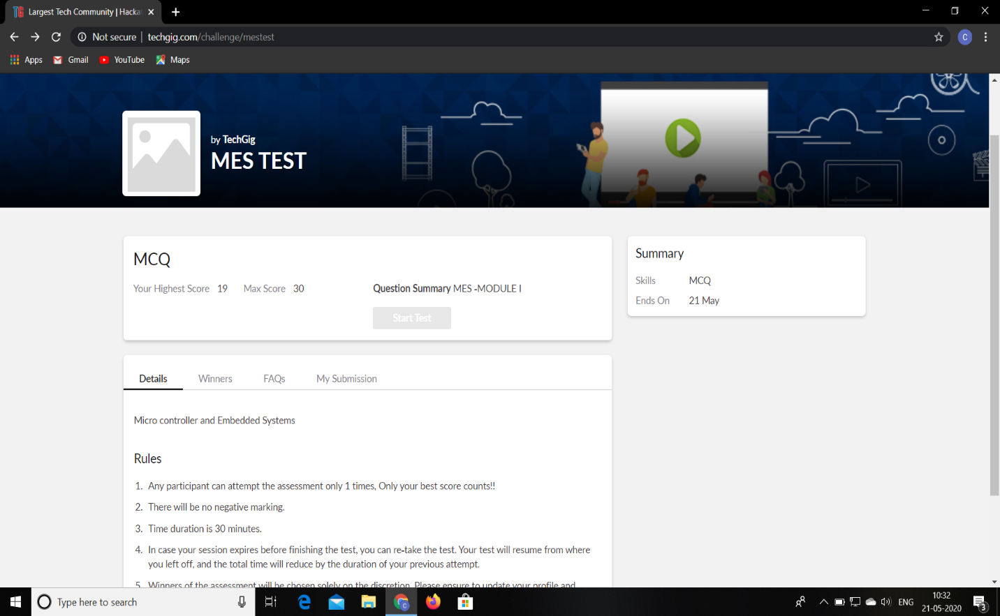 Largest Tech Community | Hacka
Not secure | techgig.com/challenge/mestest
C
Apps Gmail YouTube Maps
by TechGig
MES TEST
MCQ
Your Highest Score 19 Max Score 30 Question Summary MES -MODULE I
Start Test
Summary
Skills MCQ
Ends On 21 May
Details Winners FAQs My Submission
Micro controller and Embedded Systems
Rules
1. Any participant can attempt the assessment only 1 times, Only your best score counts!!
2. There will be no negative marking.
3. Time duration is 30 minutes.
4. In case your session expires before finishing the test, you can re-take the test. Your test will resume from where
you left off, and the total time will reduce by the duration of your previous attempt.
5. Winners of the assessment will be chosen solely on the discretion. Please ensure to update your profile and
Type here to search
ENG
10:32
21-05-2020
3